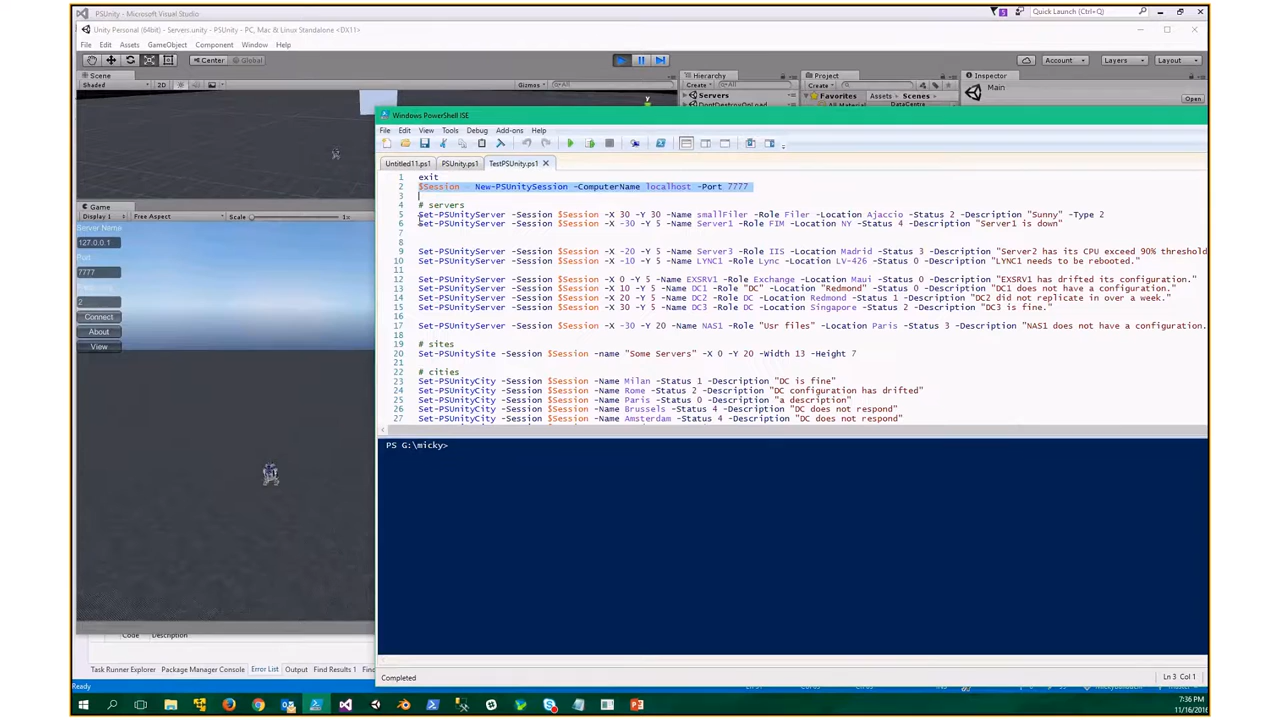 PSUnity - Microsoft Visual Studio
5
Quick Launch (Ctrl+Q)
Unity Personal (64bit) - Servers.unity - PSUnity - PC, Mac & Linux Standalone <DX11>
File Edit Assets GameObject Component Window Help
Center Global Account Layers Layout
Scene Hierarchy Project Inspector
Shaded 2D Gizmos All Create All Create
Servers Favorites Assets Scenes Main
Open
y
Windows PowerShell ISE
File Edit View Tools Debug Add-ons Help
Untitled11.ps1 PSUnity.ps1 TestPSUnity.ps1
1 exit
2 $Session = New-PSUnitySession -ComputerName localhost -Port 7777
3
4 # servers
5 Set-PSUnityServer -Session $Session -X 30 -Y 30 -Name smallFiler -Role Filer -Location Ajaccio -Status 2 -Description "Sunny" -Type 2
6 Set-PSUnityServer -Session $Session -X -30 -Y 5 -Name Server1 -Role FIM -Location NY -Status 4 -Description "Server1 is down"
7
8
9 Set-PSUnityServer -Session $Session -X -20 -Y 5 -Name Server3 -Role IIS -Location Madrid -Status 3 -Description "Server2 has its CPU exceed 90% threshold
10 Set-PSUnityServer -Session $Session -X -10 -Y 5 -Name LYNC1 -Role Lync -Location LV-426 -Status 0 -Description "LYNC1 needs to be rebooted."
11
12 Set-PSUnityServer -Session $Session -X 0 -Y 5 -Name EXSRV1 -Role Exchange -Location Maui -Status 0 -Description "EXSRV1 has drifted its configuration."
13 Set-PSUnityServer -Session $Session -X 10 -Y 5 -Name DC1 -Role "DC" -Location "Redmond" -Status 0 -Description "DC1 does not have a configuration."
14 Set-PSUnityServer -Session $Session -X 20 -Y 5 -Name DC2 -Role DC -Location Redmond -Status 1 -Description "DC2 did not replicate in over a week."
15 Set-PSUnityServer -Session $Session -X 30 -Y 5 -Name DC3 -Role DC -Location Singapore -Status 2 -Description "DC3 is fine."
16
17 Set-PSUnityServer -Session $Session -X -30 -Y 20 -Name NAS1 -Role "Usr files" -Location Paris -Status 3 -Description "NAS1 does not have a configuration.
18
19 # sites
20 Set-PSUnitySite -Session $Session -name "Some Servers" -X 0 -Y 20 -Width 13 -Height 7
21
22 # cities
23 Set-PSUnityCity -Session $Session -Name Milan -Status 1 -Description "DC is fine"
24 Set-PSUnityCity -Session $Session -Name Rome -Status 2 -Description "DC configuration has drifted"
25 Set-PSUnityCity -Session $Session -Name Paris -Status 0 -Description "a description"
26 Set-PSUnityCity -Session $Session -Name Brussels -Status 4 -Description "DC does not respond"
27 Set-PSUnityCity -Session $Session -Name Amsterdam -Status 4 -Description "DC does not respond"
PS G:\micky>
Completed
Ln 3 Col 1
Game
Display 1 Free Aspect Scale 1x
Server Name
127.0.0.1
Port
7777
2
Connect
About
View
Code Description
Task Runner Explorer Package Manager Console Error List Output Find Results 1
Ready
7:36 PM